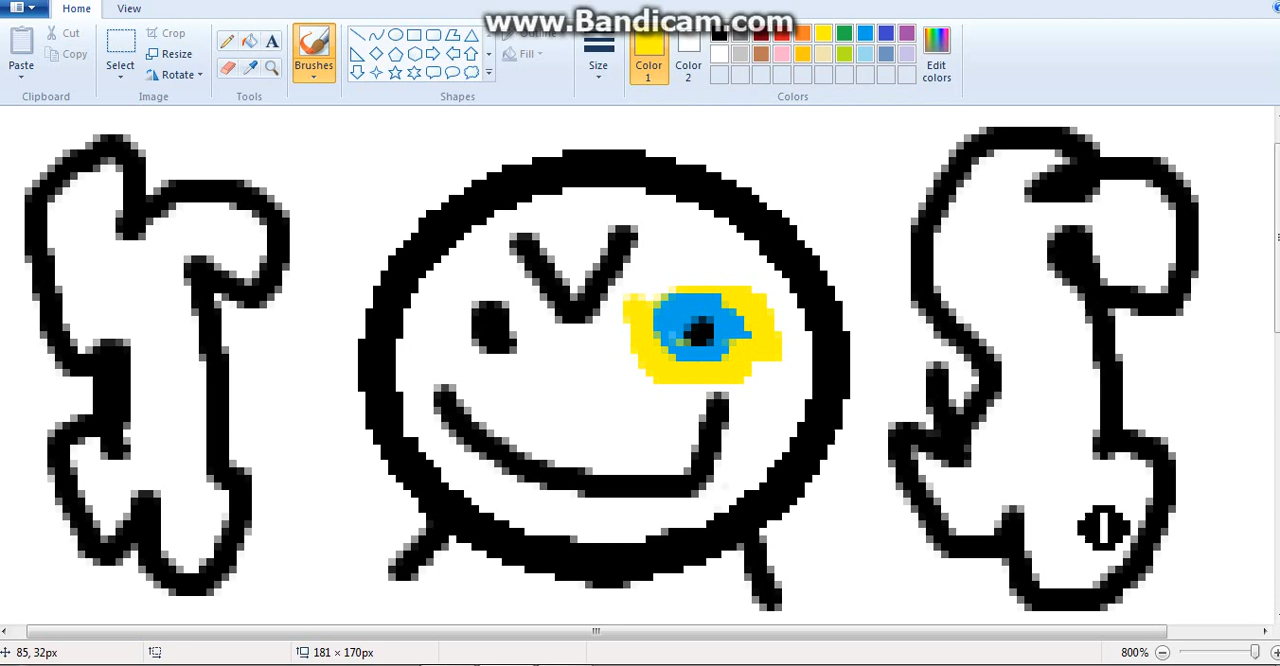 www.Bandicam.com
Home View
Cut Crop Outline
Copy Resize Fill
Paste Select Rotate Brushes Size Color 1 Color 2 Edit colors
Clipboard Image Tools Shapes Colors
85, 32px 181 × 170px 800%